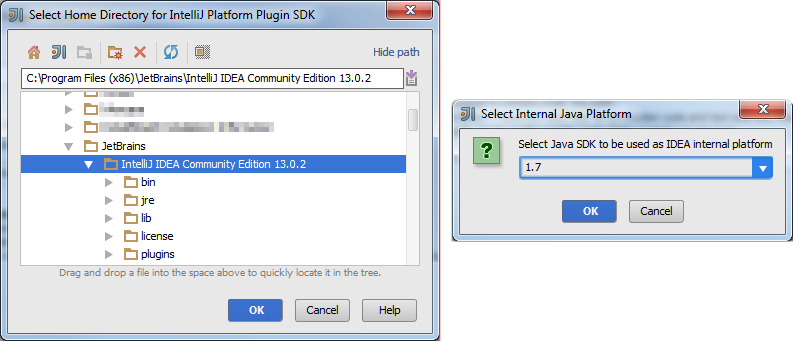 Select Home Directory for IntelliJ Platform Plugin SDK
Hide path
C:\Program Files (x86)\JetBrains\IntelliJ IDEA Community Edition 13.0.2
JetBrains
IntelliJ IDEA Community Edition 13.0.2
bin
jre
lib
license
plugins
Drag and drop a file into the space above to quickly locate it in the tree.
OK Cancel Help
Select Internal Java Platform
Select Java SDK to be used as IDEA internal platform
1.7
OK Cancel